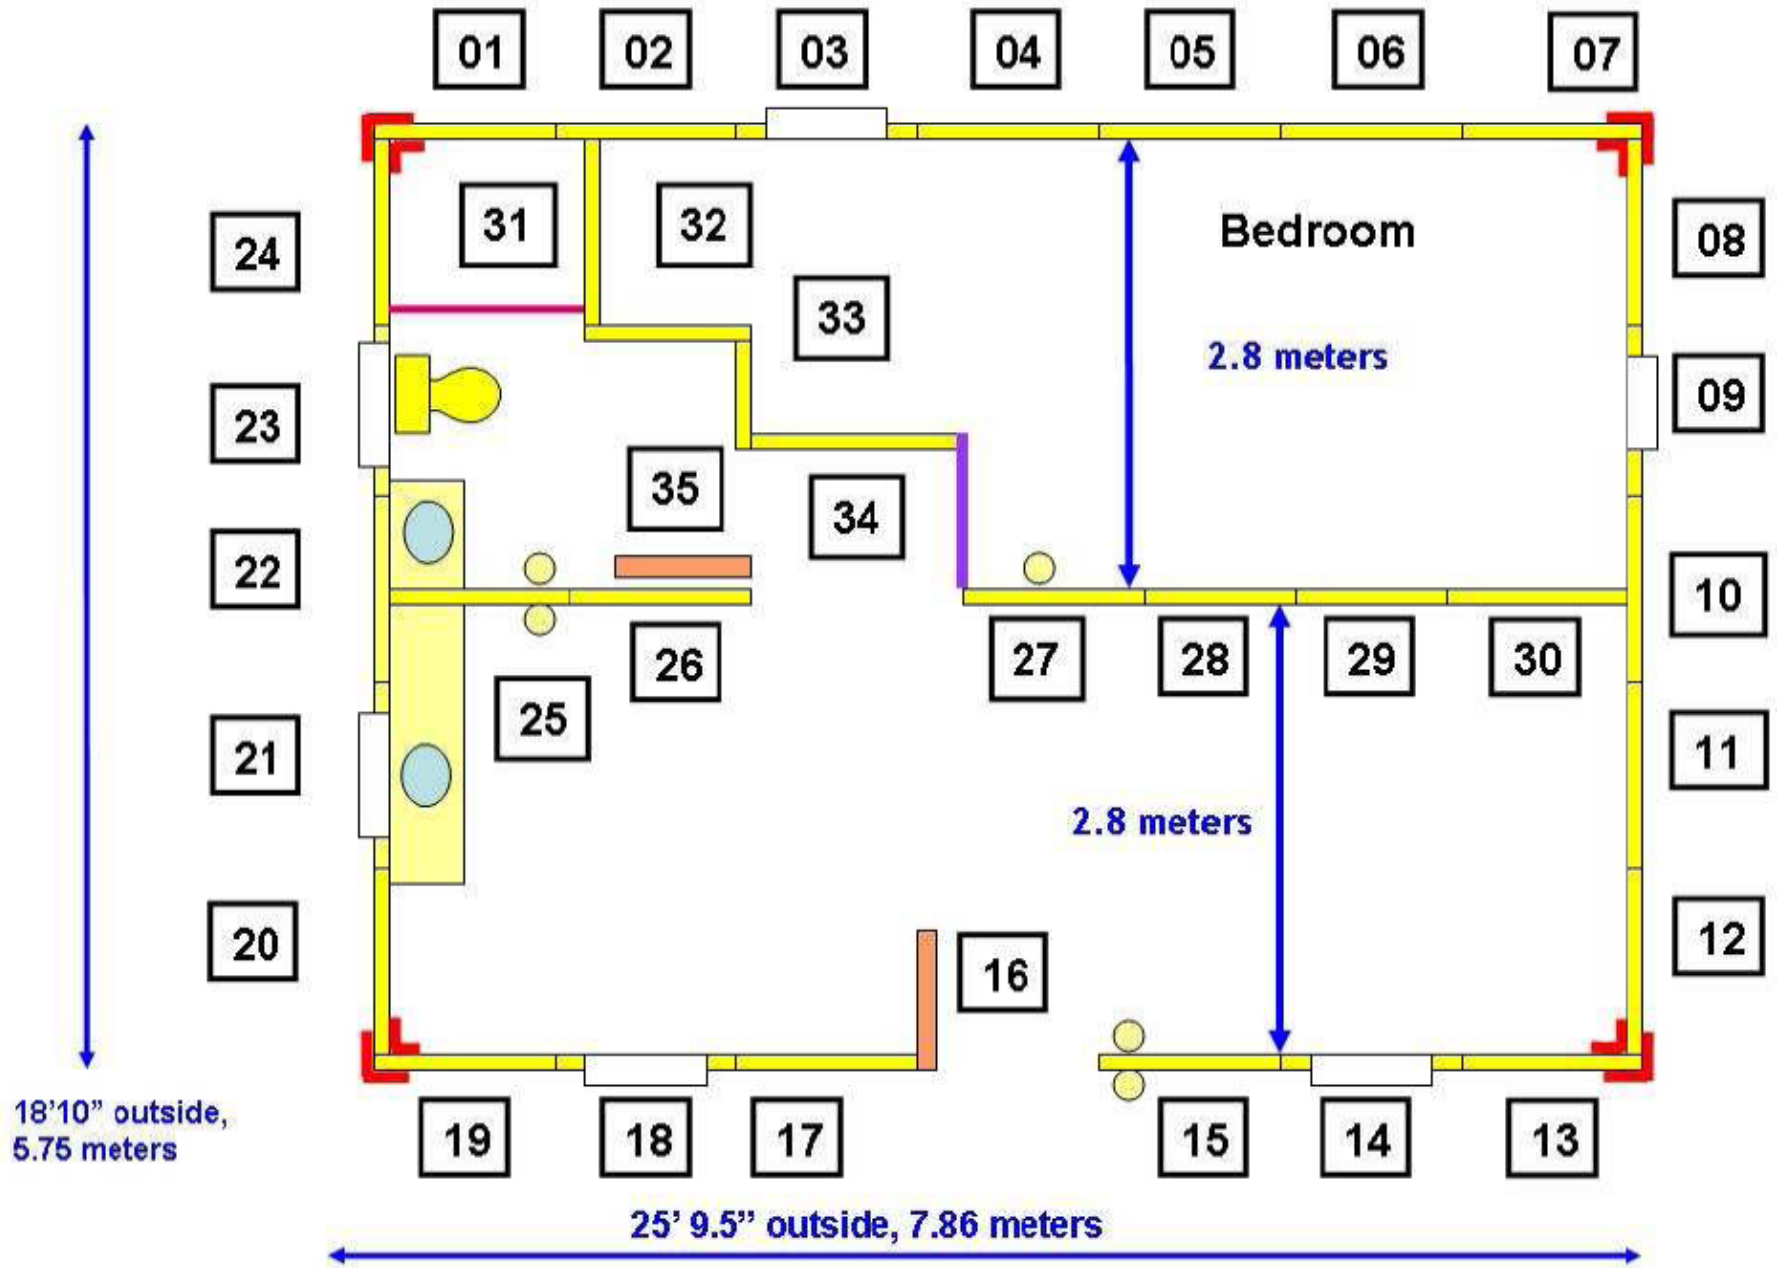 01 02 03 04 05 06 07
31 32 Bedroom 08
24
33
2.8 meters 09
23
35 34
22 10
26 27 28 29 30
25
21 11
2.8 meters
20 16 12
18'10” outside,
5.75 meters
19 18 17 15 14 13
25’ 9.5” outside, 7.86 meters